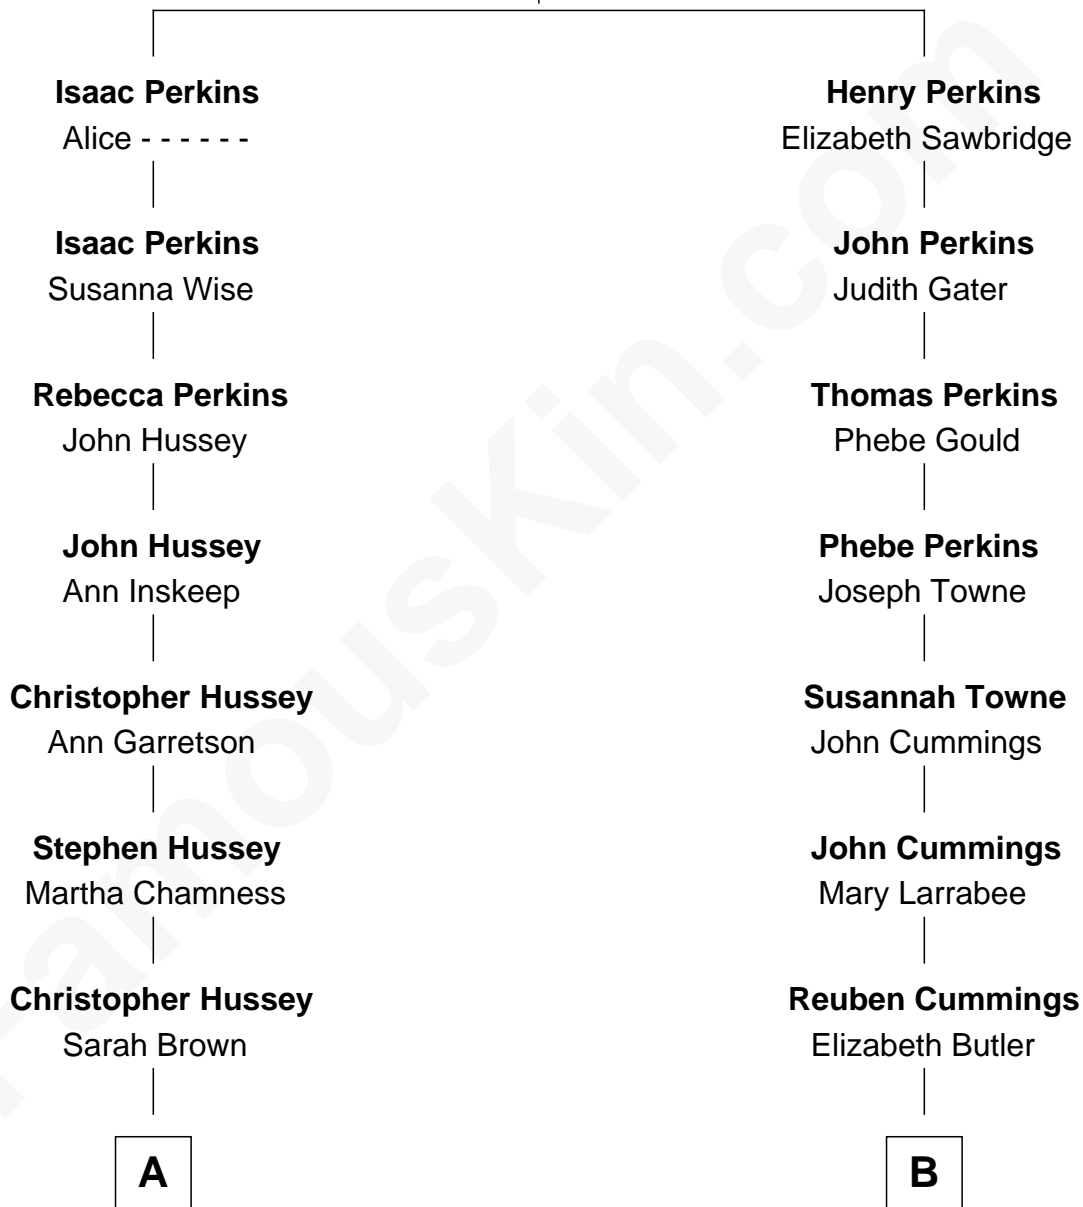 Isaac Perkins
Alice - - - - - -
Isaac Perkins
Susanna Wise
Rebecca Perkins
John Hussey
John Hussey
Ann Inskeep
Christopher Hussey
Ann Garretson
Stephen Hussey
Martha Chamness
Christopher Hussey
Sarah Brown
A
Henry Perkins
Elizabeth Sawbridge
John Perkins
Judith Gater
Thomas Perkins
Phebe Gould
Phebe Perkins
Joseph Towne
Susannah Towne
John Cummings
John Cummings
Mary Larrabee
Reuben Cummings
Elizabeth Butler
B
FamousKin.com